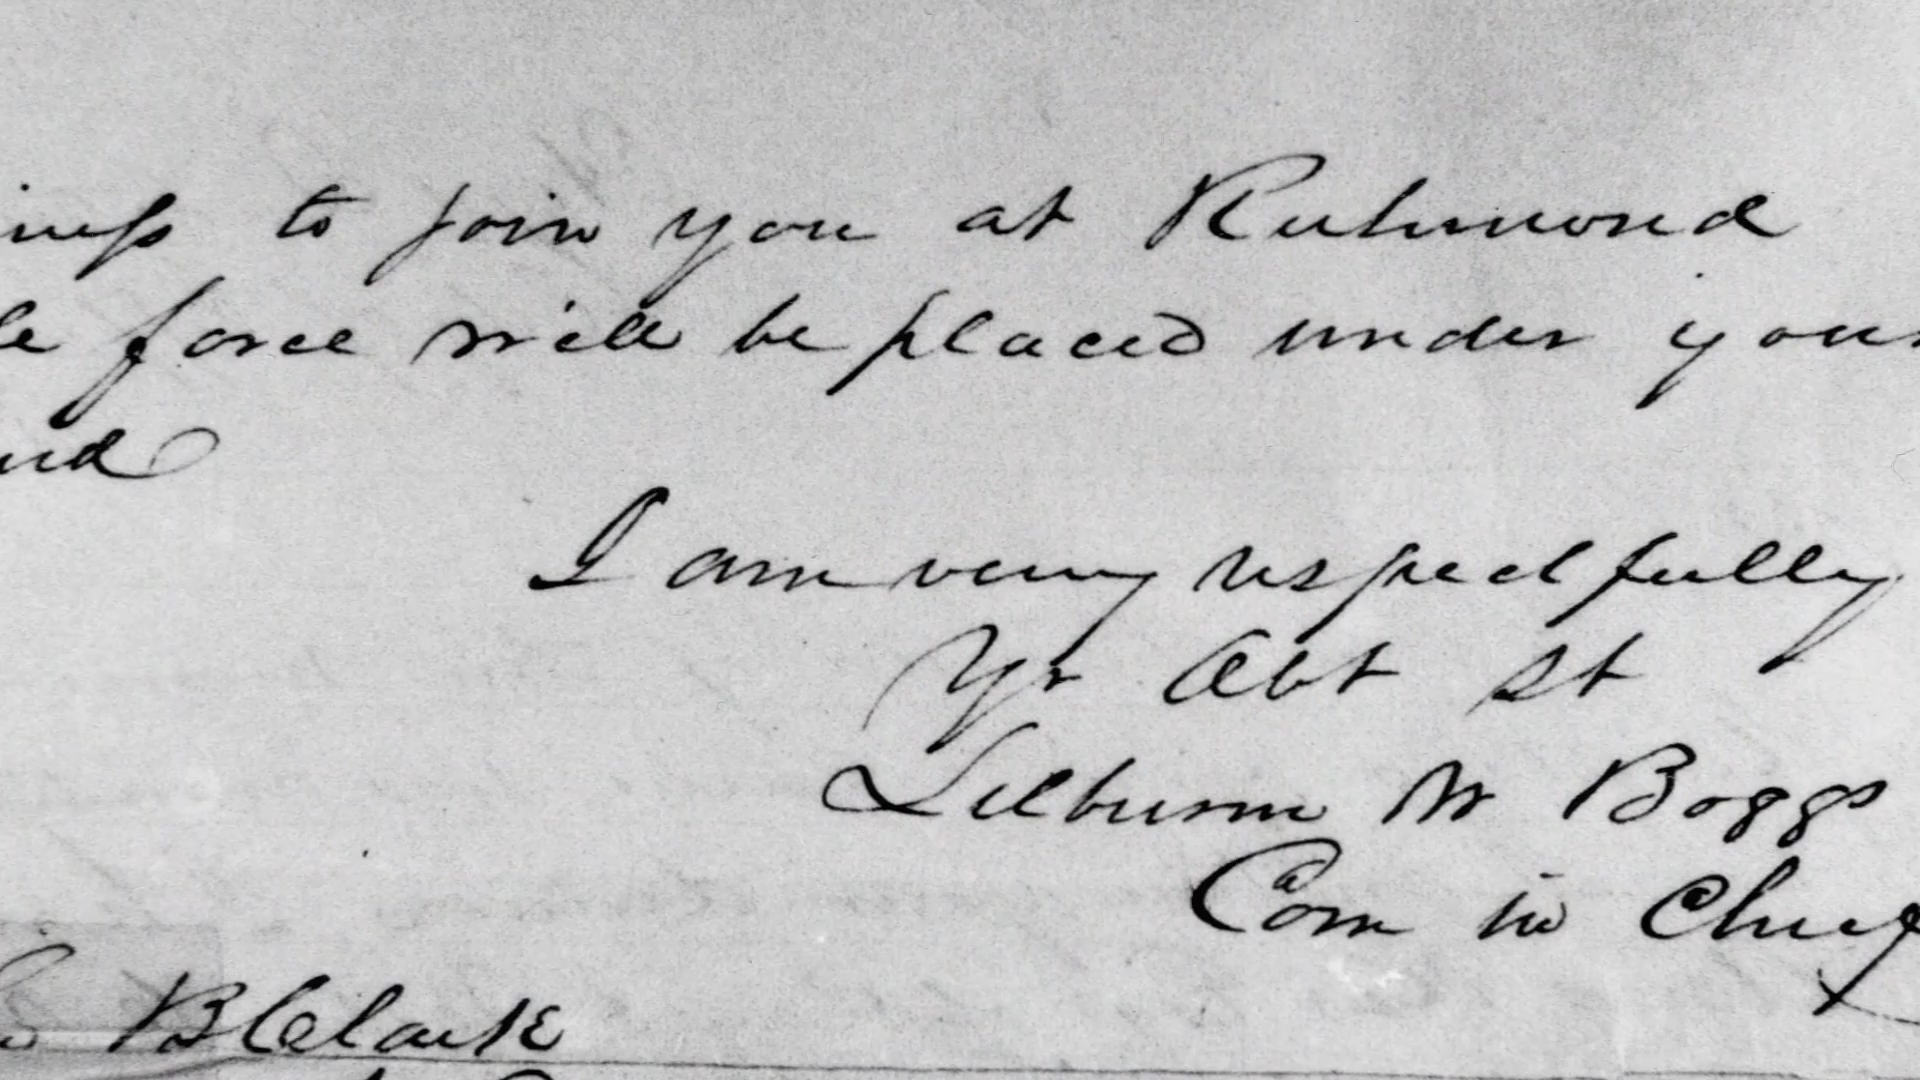 to join you at Richmond
force will be placed under your
I am very respectfully
Yr Obt St
Lilburn W Boggs
Com in Chief
B Clark